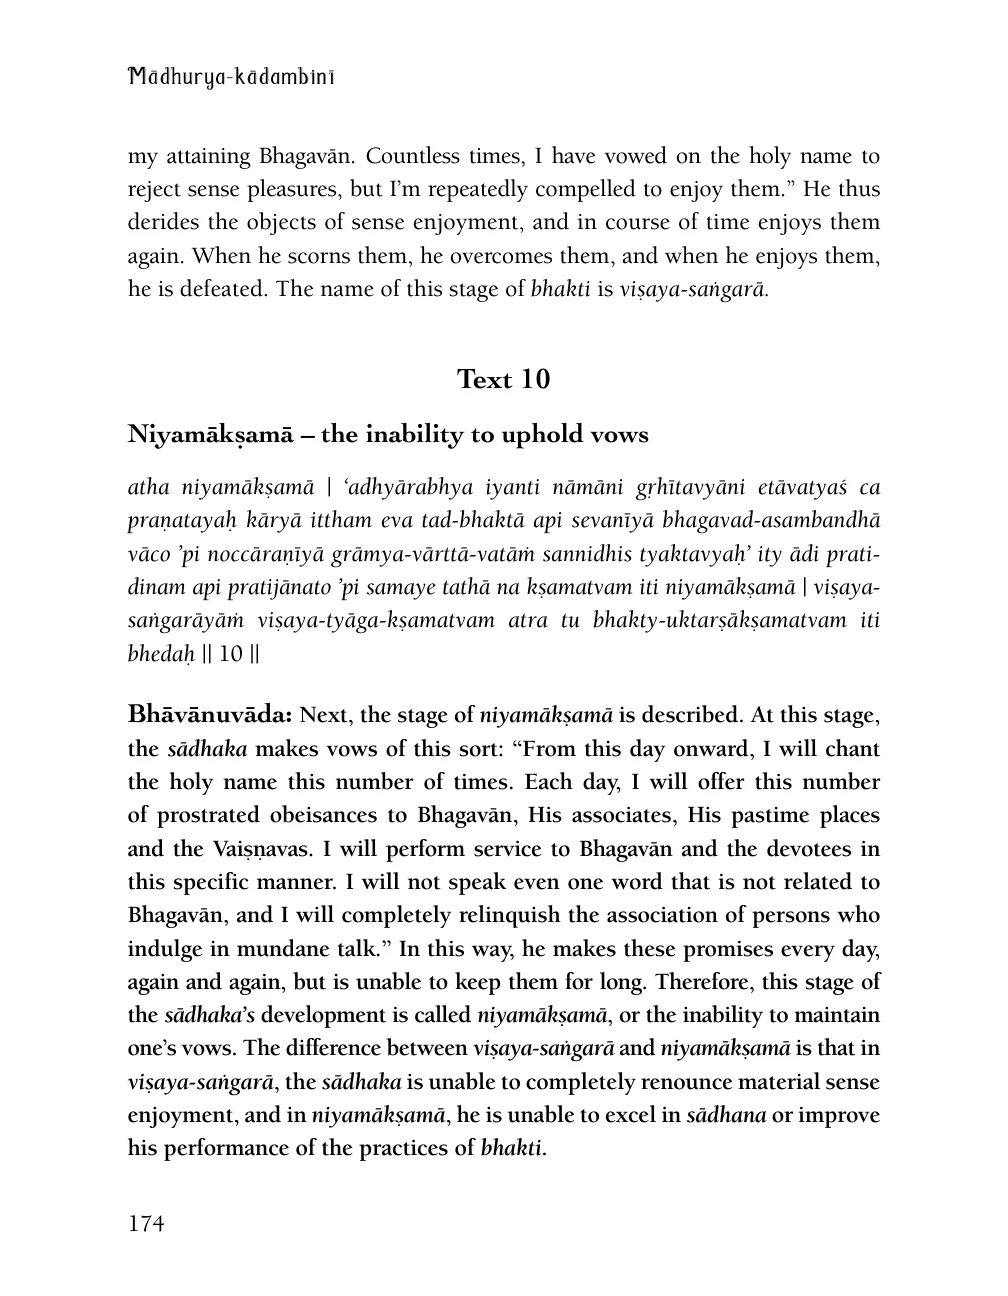 Mādhurya-kādambinī
my attaining Bhagavān. Countless times, I have vowed on the holy name to
reject sense pleasures, but I’m repeatedly compelled to enjoy them.” He thus
derides the objects of sense enjoyment, and in course of time enjoys them
again. When he scorns them, he overcomes them, and when he enjoys them,
he is defeated. The name of this stage of bhakti is viṣaya-saṅgarā.
Text 10
Niyamākṣamā – the inability to uphold vows
atha niyamākṣamā | ‘adhyārabhya iyanti nāmāni gṛhītavyāni etāvatyaś ca
praṇatayaḥ kāryā ittham eva tad-bhaktā api sevanīyā bhagavad-asambandhā
vāco ’pi noccāraṇīyā grāmya-vārttā-vatāṁ sannidhis tyaktavyaḥ’ ity ādi prati-
dinam api pratijānato ’pi samaye tathā na kṣamatvam iti niyamākṣamā | viṣaya-
saṅgarāyāṁ viṣaya-tyāga-kṣamatvam atra tu bhakty-uktarṣākṣamatvam iti
bhedaḥ || 10 ||
Bhāvānuvāda: Next, the stage of niyamākṣamā is described. At this stage,
the sādhaka makes vows of this sort: “From this day onward, I will chant
the holy name this number of times. Each day, I will offer this number
of prostrated obeisances to Bhagavān, His associates, His pastime places
and the Vaiṣṇavas. I will perform service to Bhagavān and the devotees in
this specific manner. I will not speak even one word that is not related to
Bhagavān, and I will completely relinquish the association of persons who
indulge in mundane talk.” In this way, he makes these promises every day,
again and again, but is unable to keep them for long. Therefore, this stage of
the sādhaka’s development is called niyamākṣamā, or the inability to maintain
one’s vows. The difference between viṣaya-saṅgarā and niyamākṣamā is that in
viṣaya-saṅgarā, the sādhaka is unable to completely renounce material sense
enjoyment, and in niyamākṣamā, he is unable to excel in sādhana or improve
his performance of the practices of bhakti.
174